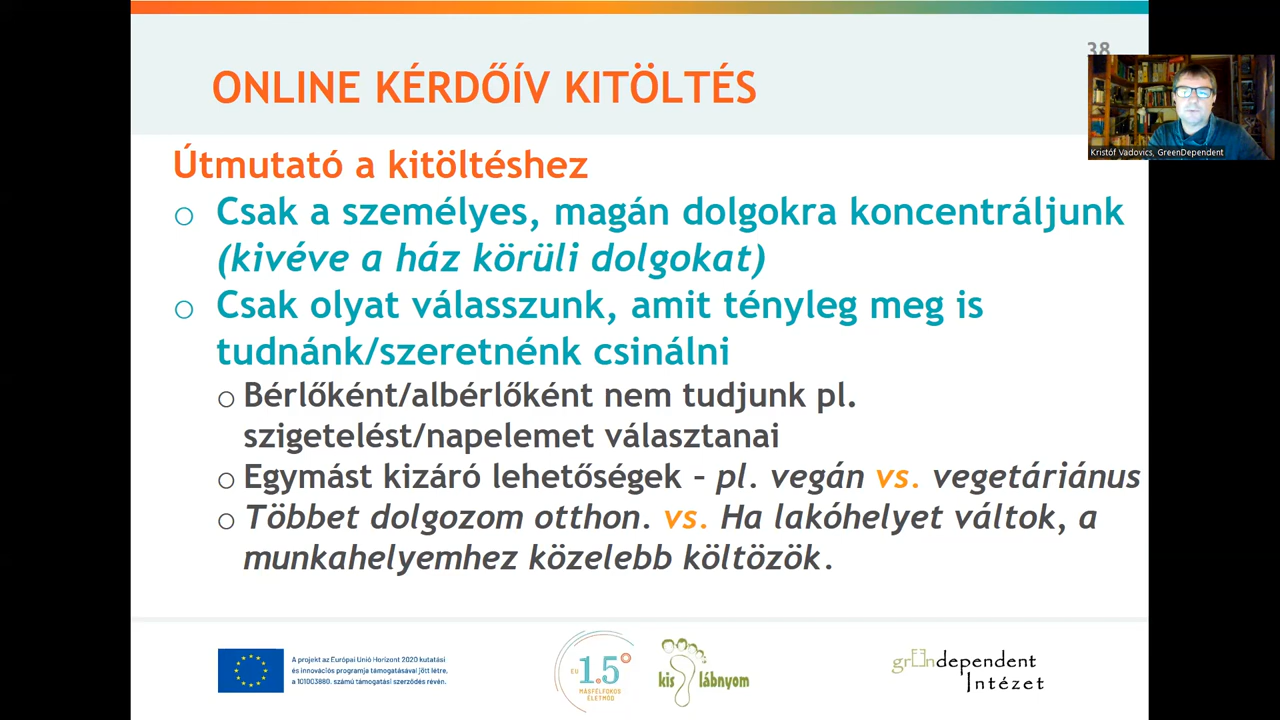 38
ONLINE KÉRDŐÍV KITÖLTÉS
Kristóf Vadovics, GreenDependent
Útmutató a kitöltéshez
o Csak a személyes, magán dolgokra koncentráljunk
(kivéve a ház körüli dolgokat)
o Csak olyat válasszunk, amit tényleg meg is
tudnánk/szeretnénk csinálni
o Bérlőként/albérlőként nem tudjunk pl.
szigetelést/napelemet választanai
o Egymást kizáró lehetőségek – pl. vegán vs. vegetáriánus
o Többet dolgozom otthon. vs. Ha lakóhelyet váltok, a
munkahelyemhez közelebb költözök.
A projekt az Európai Unió Horizont 2020 kutatási
és innovációs programja támogatásával jött létre,
a 101003880. számú támogatási szerződés révén.
EU 1.5°
MÁSFÉLFOKOS
ÉLETMÓD
kis lábnyom
greendependent
Intézet